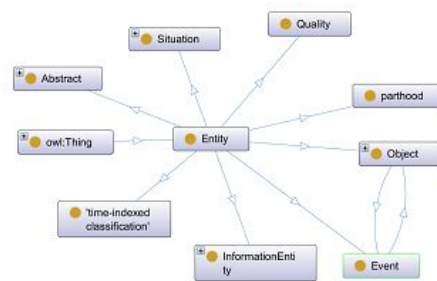 Quality
Situation
Abstract
parthood
owl:Thing
Entity
Object
'time-indexed
classification'
InformationEnti
ty
Event